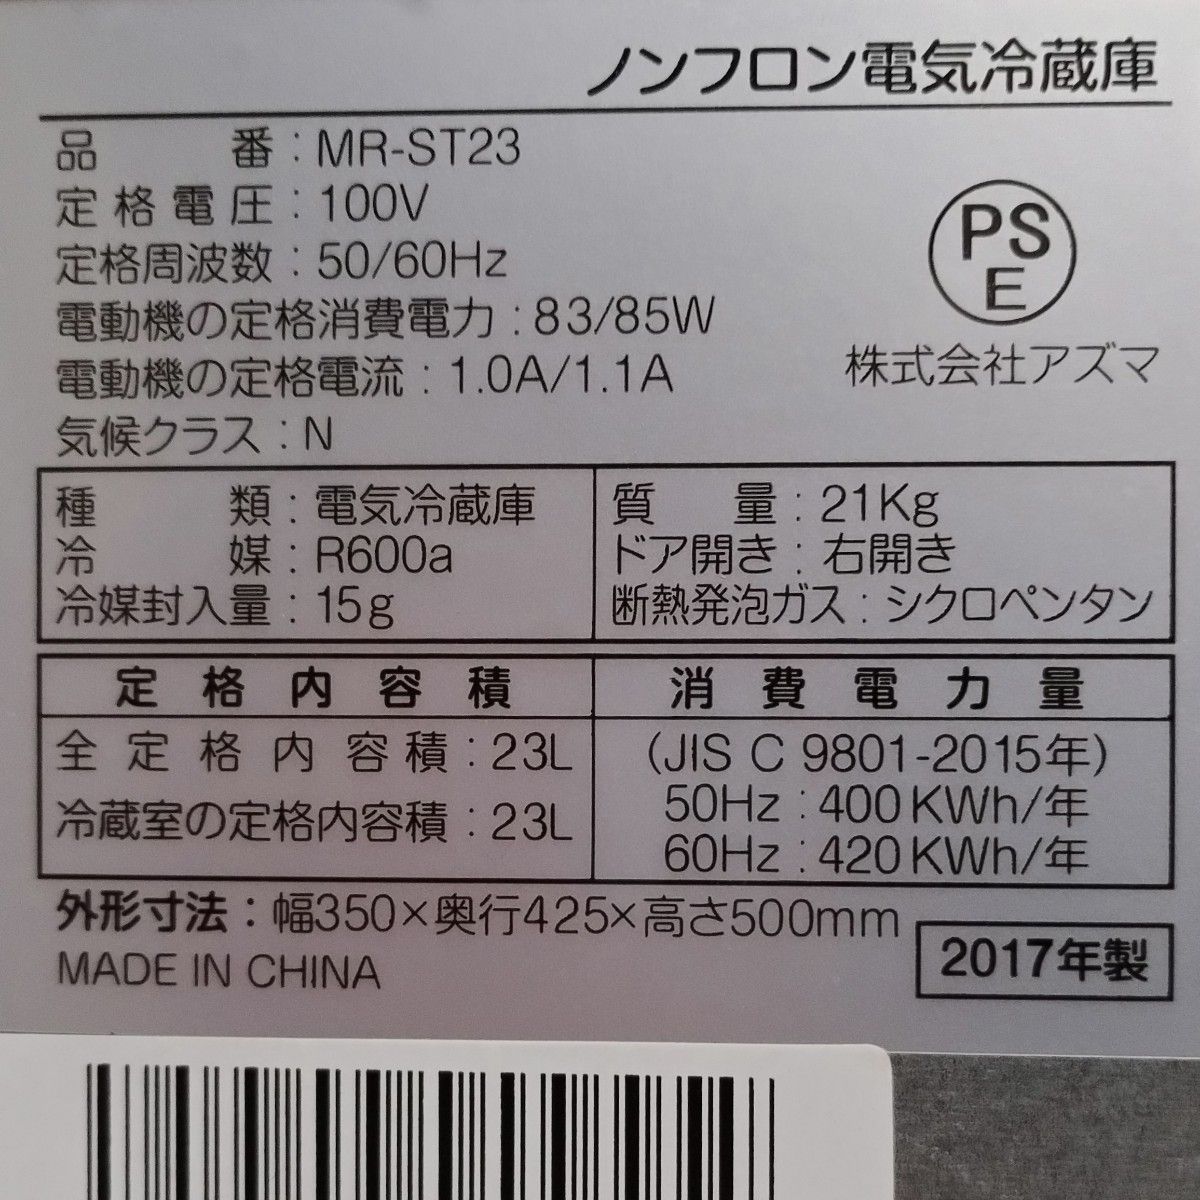 ノンフロン電気冷蔵庫
品番：MR-ST23
定格電圧：100V
定格周波数：50/60Hz
電動機の定格消費電力：83/85W
電動機の定格電流：1.0A/1.1A
気候クラス：N
PS
E
株式会社アズマ
種類：電気冷蔵庫
冷媒：R600a
冷媒封入量：15g
質量：21Kg
ドア開き：右開き
断熱発泡ガス：シクロペンタン
定格内容積
全定格内容積：23L
冷蔵室の定格内容積：23L
消費電力量
(JIS C 9801-2015年)
50Hz：400KWh/年
60Hz：420KWh/年
外形寸法：幅350×奥行425×高さ500mm
MADE IN CHINA
2017年製